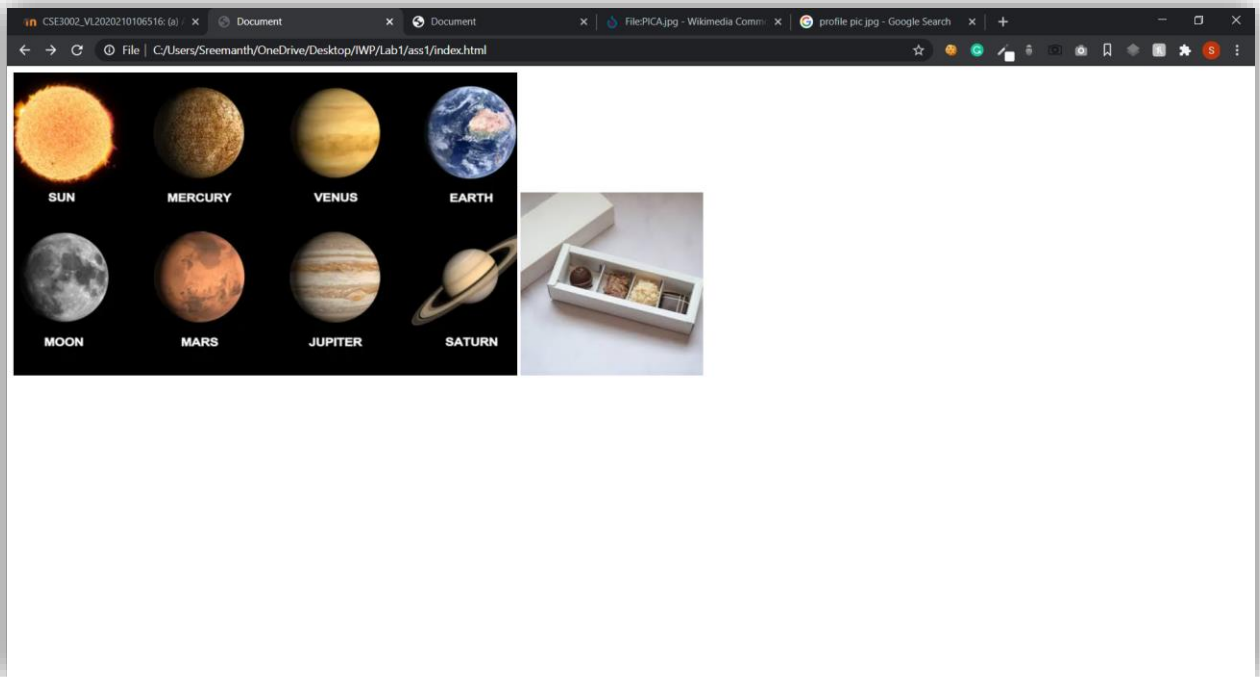 CSE3002_VL2020210106516: (a) / A
Document
Document
File:PICA.jpg - Wikimedia Comm
profile pic jpg - Google Search
File | C:/Users/Sreemanth/OneDrive/Desktop/IWP/Lab1/ass1/index.html
S
SUN MERCURY VENUS EARTH
MOON MARS JUPITER SATURN